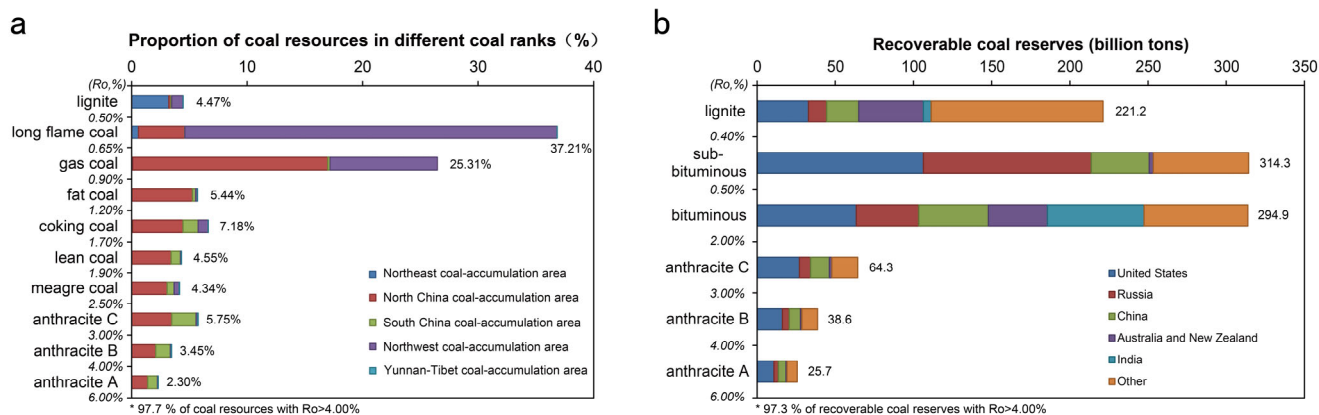 a
Proportion of coal resources in different coal ranks（%）
0 10 20 30 40
(Ro,%)
lignite 4.47%
0.50%
long flame coal
0.65% 37.21%
gas coal 25.31%
0.90%
fat coal 5.44%
1.20%
coking coal 7.18%
1.70%
lean coal 4.55%
1.90%
meagre coal 4.34%
2.50%
anthracite C 5.75%
3.00%
anthracite B 3.45%
4.00%
anthracite A 2.30%
6.00%
Northeast coal-accumulation area
North China coal-accumulation area
South China coal-accumulation area
Northwest coal-accumulation area
Yunnan-Tibet coal-accumulation area
* 97.7 % of coal resources with Ro>4.00%
b
Recoverable coal reserves (billion tons)
0 50 100 150 200 250 300 350
(Ro,%)
lignite 221.2
0.40%
sub-
bituminous 314.3
0.50%
bituminous 294.9
2.00%
anthracite C 64.3
3.00%
anthracite B 38.6
4.00%
anthracite A 25.7
6.00%
United States
Russia
China
Australia and New Zealand
India
Other
* 97.3 % of recoverable coal reserves with Ro>4.00%